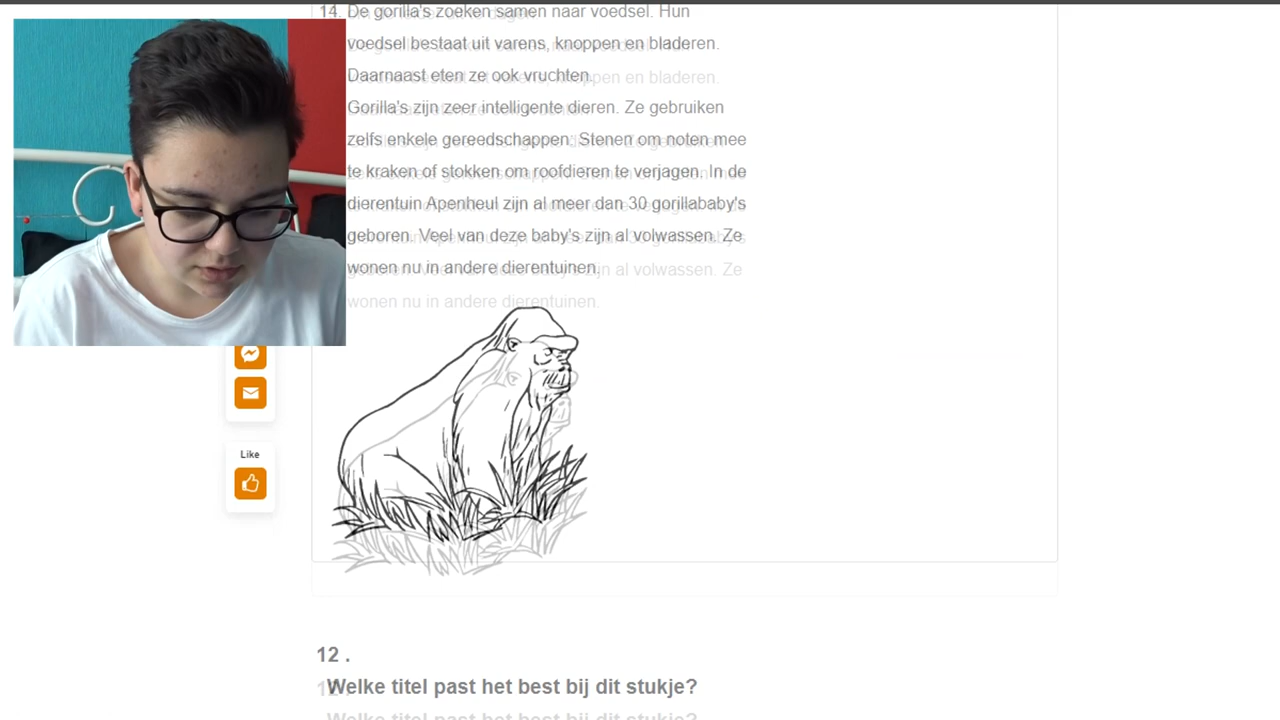 14. De gorilla's zoeken samen naar voedsel. Hun
voedsel bestaat uit varens, knoppen en bladeren.
Daarnaast eten ze ook vruchten.
Gorilla's zijn zeer intelligente dieren. Ze gebruiken
zelfs enkele gereedschappen: Stenen om noten mee
te kraken of stokken om roofdieren te verjagen. In de
dierentuin Apenheul zijn al meer dan 30 gorillababy's
geboren. Veel van deze baby's zijn al volwassen. Ze
wonen nu in andere dierentuinen.
Like
12 .
Welke titel past het best bij dit stukje?